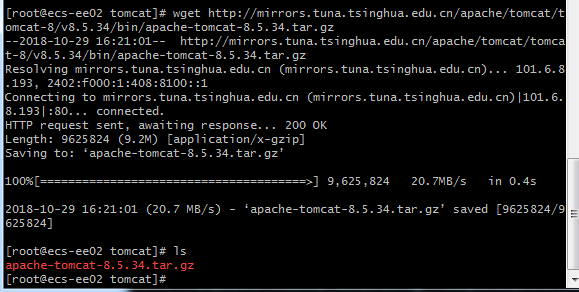 [root@ecs-ee02 tomcat]# wget http://mirrors.tuna.tsinghua.edu.cn/apache/tomcat/t
omcat-8/v8.5.34/bin/apache-tomcat-8.5.34.tar.gz
--2018-10-29 16:21:01--  http://mirrors.tuna.tsinghua.edu.cn/apache/tomcat/tomca
t-8/v8.5.34/bin/apache-tomcat-8.5.34.tar.gz
Resolving mirrors.tuna.tsinghua.edu.cn (mirrors.tuna.tsinghua.edu.cn)... 101.6.8
.193, 2402:f000:1:408:8100::1
Connecting to mirrors.tuna.tsinghua.edu.cn (mirrors.tuna.tsinghua.edu.cn)|101.6.
8.193|:80... connected.
HTTP request sent, awaiting response... 200 OK
Length: 9625824 (9.2M) [application/x-gzip]
Saving to: ‘apache-tomcat-8.5.34.tar.gz’
100%[======================================>] 9,625,824   20.7MB/s   in 0.4s
2018-10-29 16:21:01 (20.7 MB/s) - ‘apache-tomcat-8.5.34.tar.gz’ saved [9625824/9
625824]
[root@ecs-ee02 tomcat]# ls
apache-tomcat-8.5.34.tar.gz
[root@ecs-ee02 tomcat]#